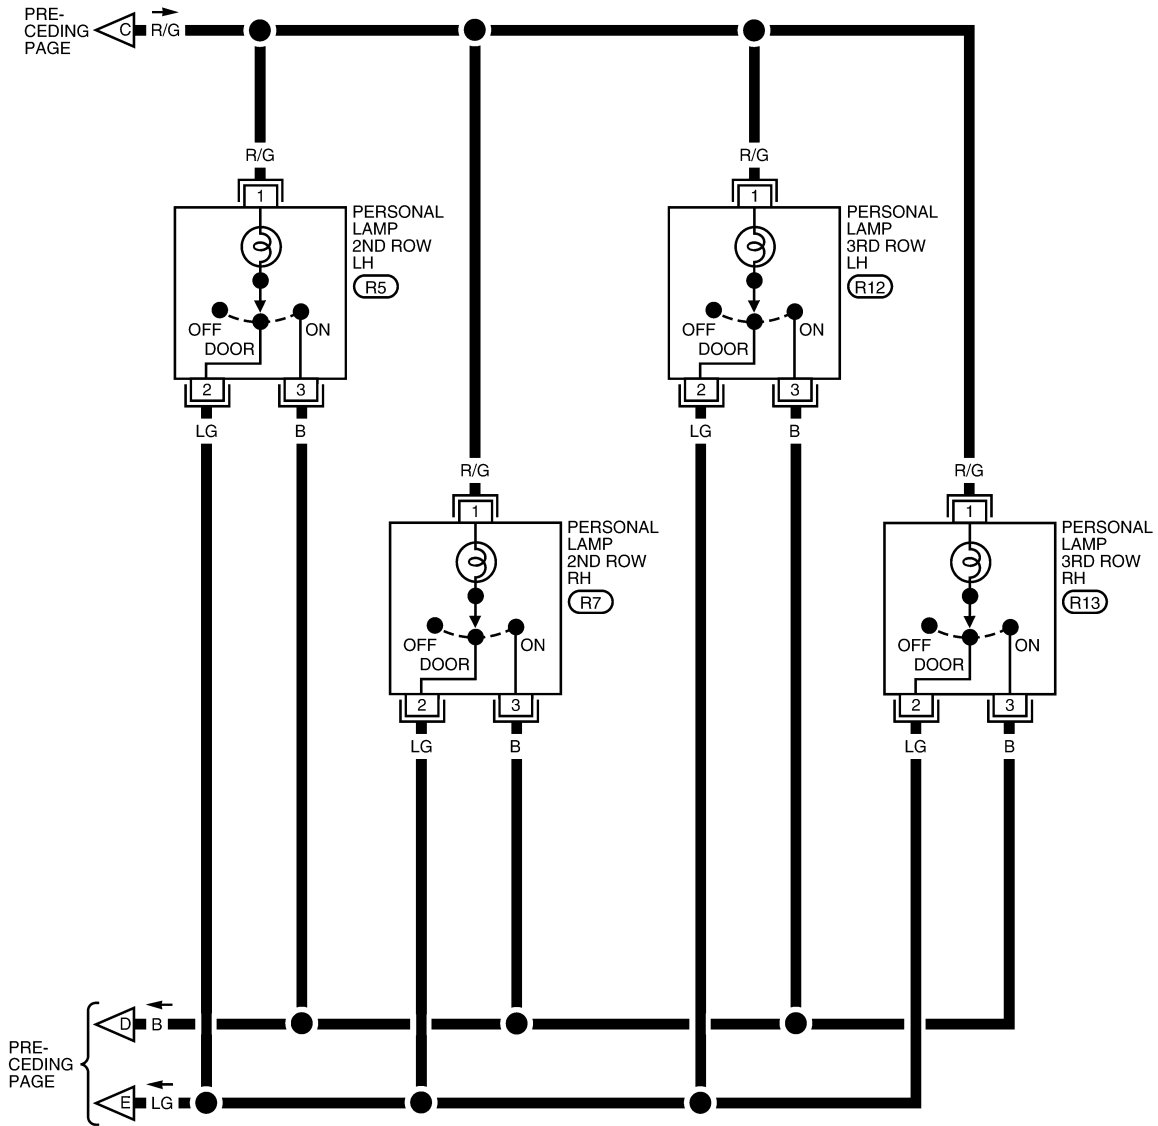 PRE-
CEDING
PAGE
C
R/G
R/G
R/G
1
PERSONAL
LAMP
2ND ROW
LH
R5
OFF
ON
DOOR
2
3
LG
B
1
PERSONAL
LAMP
3RD ROW
LH
R12
OFF
ON
DOOR
2
3
LG
B
R/G
1
PERSONAL
LAMP
2ND ROW
RH
R7
OFF
ON
DOOR
2
3
LG
B
R/G
1
PERSONAL
LAMP
3RD ROW
RH
R13
OFF
ON
DOOR
2
3
LG
B
PRE-
CEDING
PAGE
D
B
E
LG